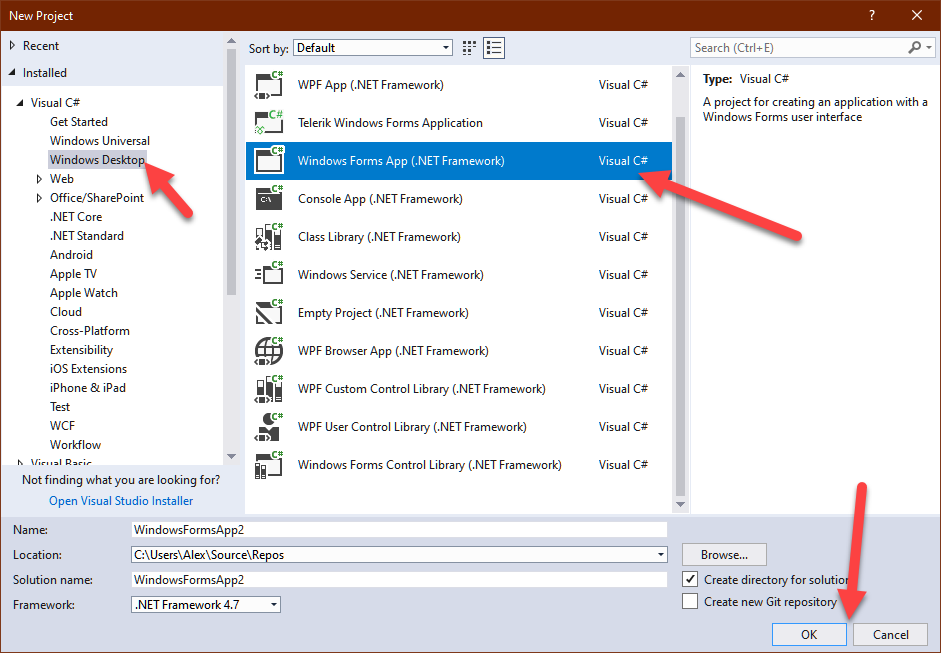 New Project
?
Recent
Installed
Visual C#
Get Started
Windows Universal
Windows Desktop
Web
Office/SharePoint
.NET Core
.NET Standard
Android
Apple TV
Apple Watch
Cloud
Cross-Platform
Extensibility
iOS Extensions
iPhone & iPad
Test
WCF
Workflow
Visual Basic
Not finding what you are looking for?
Open Visual Studio Installer
Sort by: Default
WPF App (.NET Framework) Visual C#
Telerik Windows Forms Application Visual C#
Windows Forms App (.NET Framework) Visual C#
Console App (.NET Framework) Visual C#
Class Library (.NET Framework) Visual C#
Windows Service (.NET Framework) Visual C#
Empty Project (.NET Framework) Visual C#
WPF Browser App (.NET Framework) Visual C#
WPF Custom Control Library (.NET Framework) Visual C#
WPF User Control Library (.NET Framework) Visual C#
Windows Forms Control Library (.NET Framework) Visual C#
Search (Ctrl+E)
Type: Visual C#
A project for creating an application with a
Windows Forms user interface
Name: WindowsFormsApp2
Location: C:\Users\Alex\Source\Repos
Browse...
Solution name: WindowsFormsApp2
Create directory for solution
Framework: .NET Framework 4.7
Create new Git repository
OK
Cancel